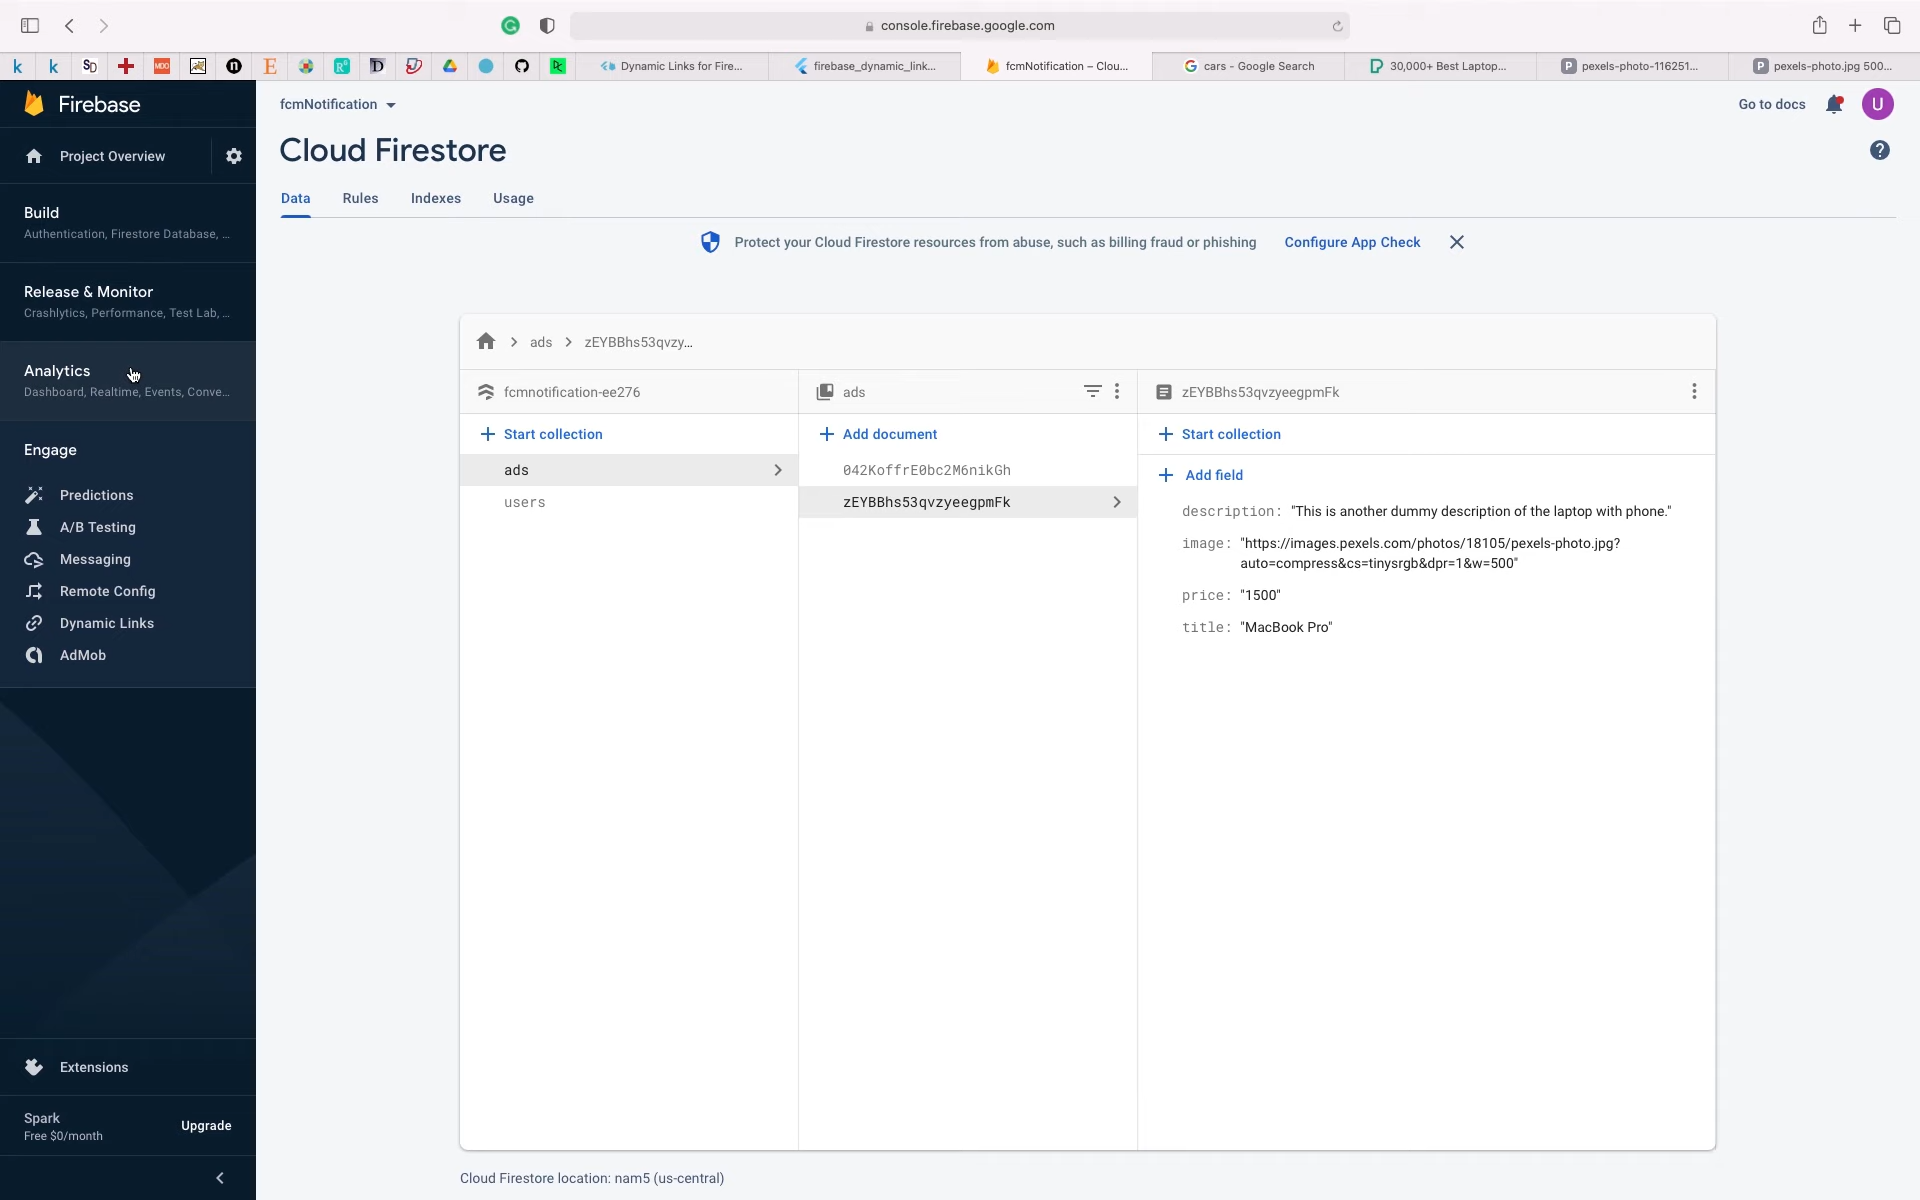 console.firebase.google.com
Dynamic Links for Fire...
firebase_dynamic_link...
fcmNotification – Clou...
cars - Google Search
30,000+ Best Laptop...
pexels-photo-116251...
pexels-photo.jpg 500...
Firebase
fcmNotification
Go to docs
U
Project Overview
Cloud Firestore
Data
Rules
Indexes
Usage
Build
Authentication, Firestore Database, ...
Protect your Cloud Firestore resources from abuse, such as billing fraud or phishing
Configure App Check
Release & Monitor
Crashlytics, Performance, Test Lab, ...
Analytics
Dashboard, Realtime, Events, Conve...
Engage
Predictions
A/B Testing
Messaging
Remote Config
Dynamic Links
AdMob
Extensions
Spark
Free $0/month
Upgrade
ads
zEYBBhs53qvzy...
fcmnotification-ee276
Start collection
ads
users
ads
Add document
042KoffrE0bc2M6nikGh
zEYBBhs53qvzyeegpmFk
zEYBBhs53qvzyeegpmFk
Start collection
Add field
description: "This is another dummy description of the laptop with phone."
image: "https://images.pexels.com/photos/18105/pexels-photo.jpg?
auto=compress&cs=tinysrgb&dpr=1&w=500"
price: "1500"
title: "MacBook Pro"
Cloud Firestore location: nam5 (us-central)